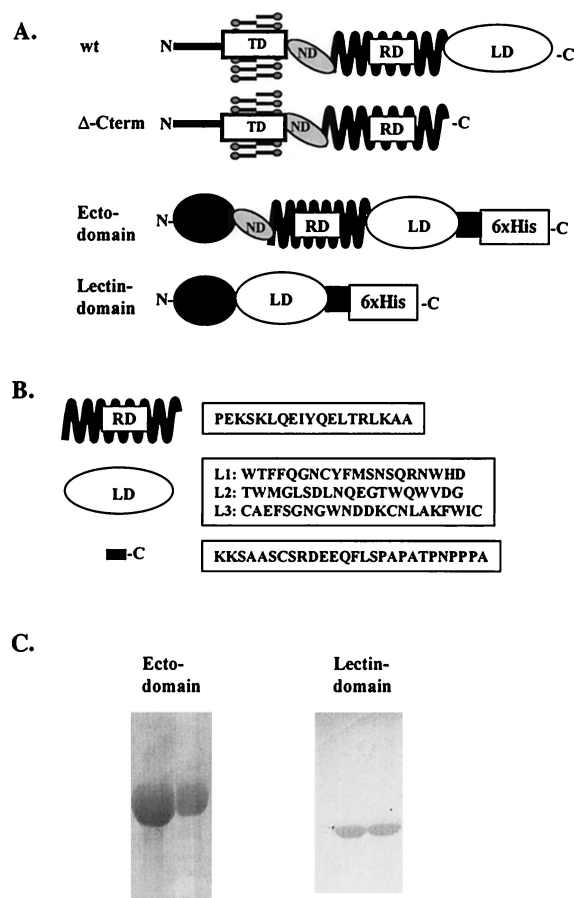 A.
wt N TD ND RD LD -C
Δ-Cterm N TD ND RD -C
Ecto-
domain N- ND RD LD 6xHis -C
Lectin-
domain N- LD 6xHis -C
B.
RD PEKSKLQEIYQELTRLKAA
LD L1: WTFFQGNCYFMSNSQRNWHD
L2: TWMGLSDLNQEGTWQWVDG
L3: CAEFSGNGWNDDKCNLAKFWIC
-C KKSAASCSRDEEQFLSPAPATPNPPPA
C.
Ecto-
domain
Lectin-
domain